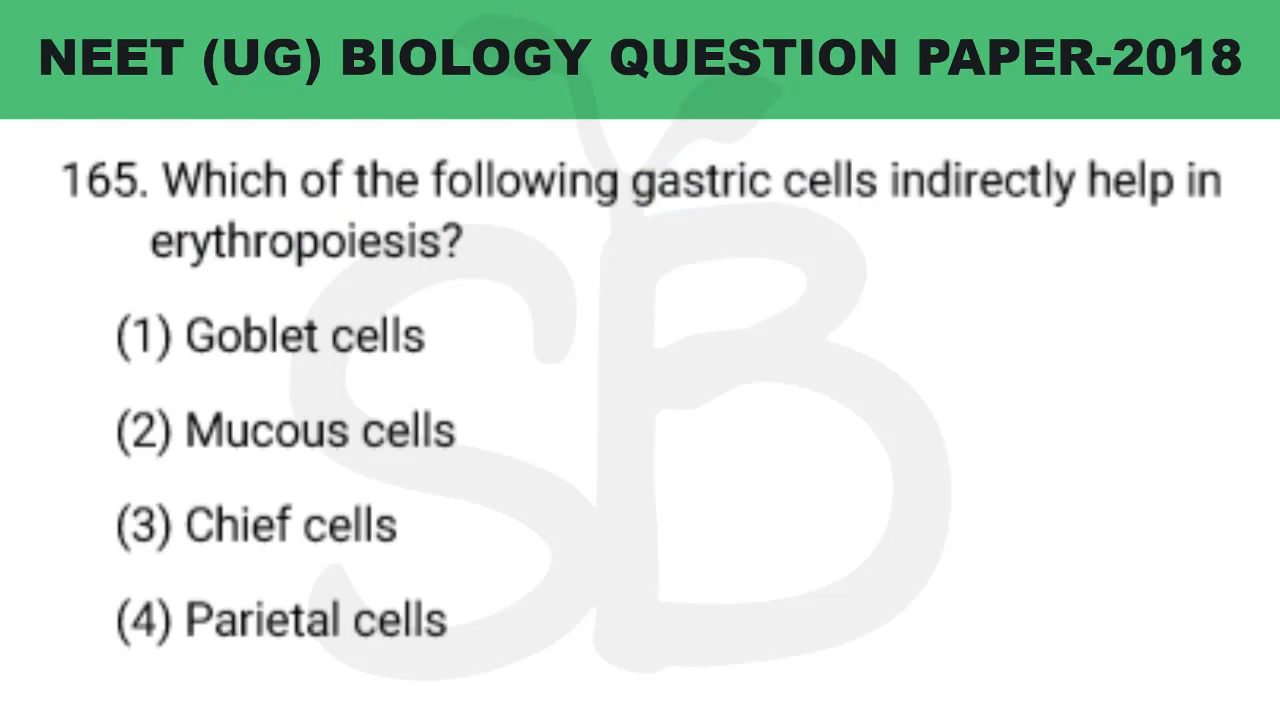 NEET (UG) BIOLOGY QUESTION PAPER-2018
165. Which of the following gastric cells indirectly help in
erythropoiesis?
(1) Goblet cells
(2) Mucous cells
(3) Chief cells
(4) Parietal cells
SB